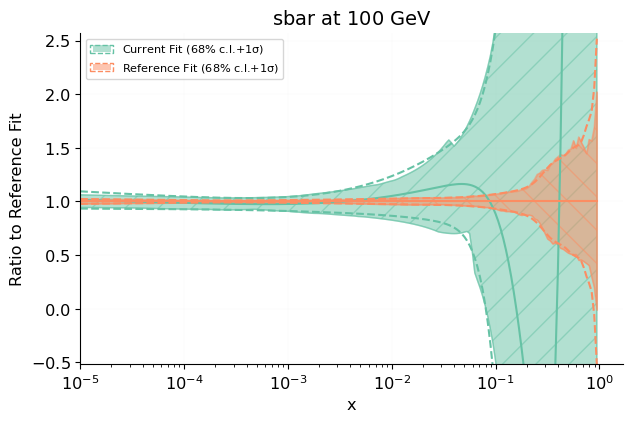 sbar at 100 GeV
Current Fit (68% c.l.+1σ)
Reference Fit (68% c.l.+1σ)
Ratio to Reference Fit
2.5
2.0
1.5
1.0
0.5
0.0
−0.5
10⁻⁵ 10⁻⁴ 10⁻³ 10⁻² 10⁻¹ 10⁰
x